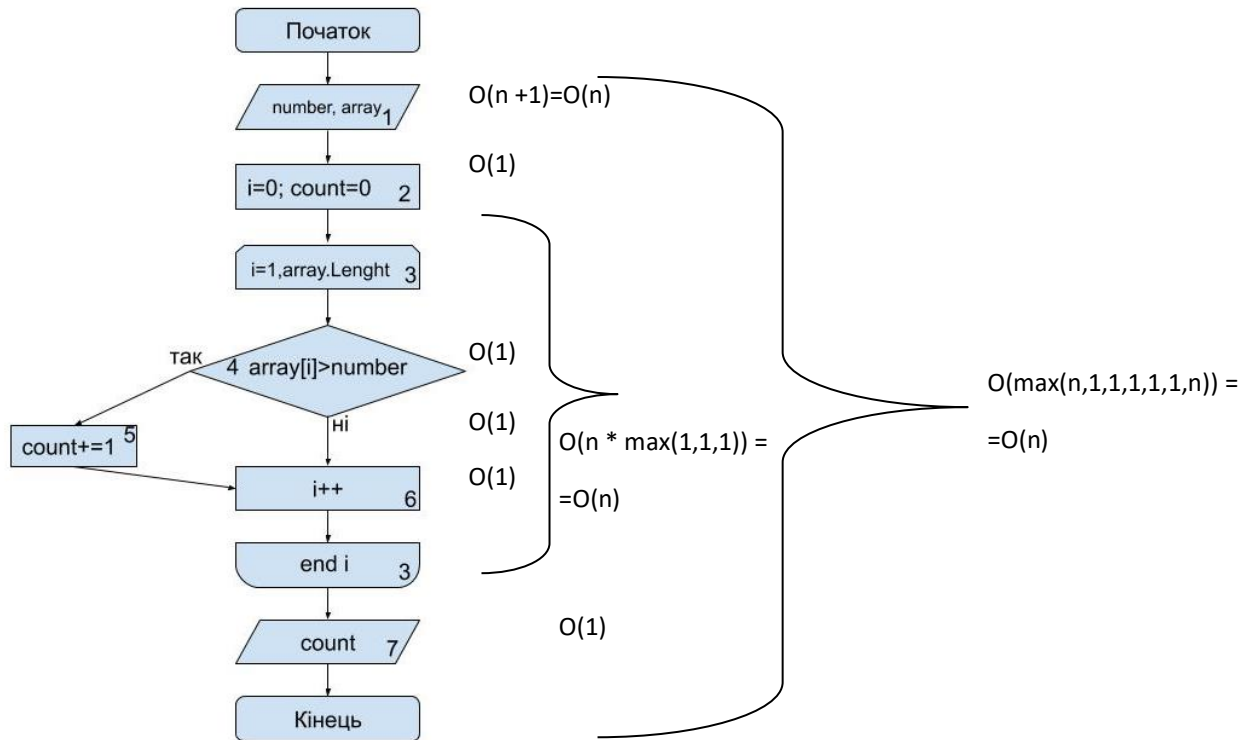 Початок
number, array 1
O(n +1)=O(n)
i=0; count=0 2
O(1)
i=1,array.Lenght 3
так
4 array[i]>number
O(1)
ні
count+=1 5
O(1)
i++ 6
O(1)
O(n * max(1,1,1)) =
=O(n)
O(max(n,1,1,1,1,1,n)) =
=O(n)
end i 3
count 7
O(1)
Кінець